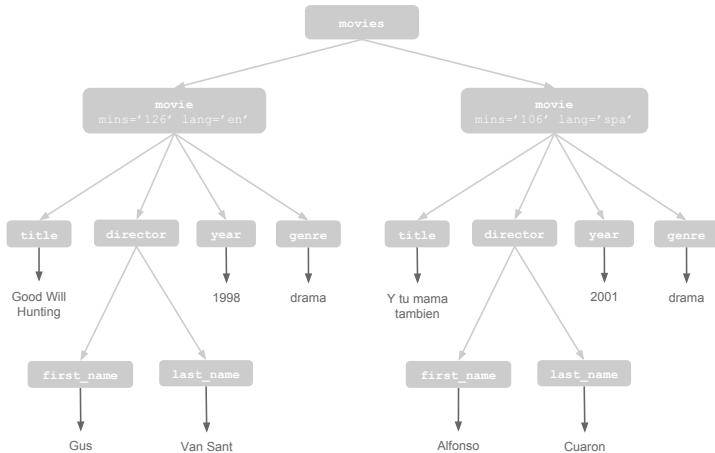 movies
movie
mins=’126’ lang=’en’
movie
mins=’106’ lang=’spa’
title
director
year
genre
title
director
year
genre
Good Will
Hunting
1998
drama
Y tu mama
tambien
2001
drama
first_name
last_name
first_name
last_name
Gus
Van Sant
Alfonso
Cuaron